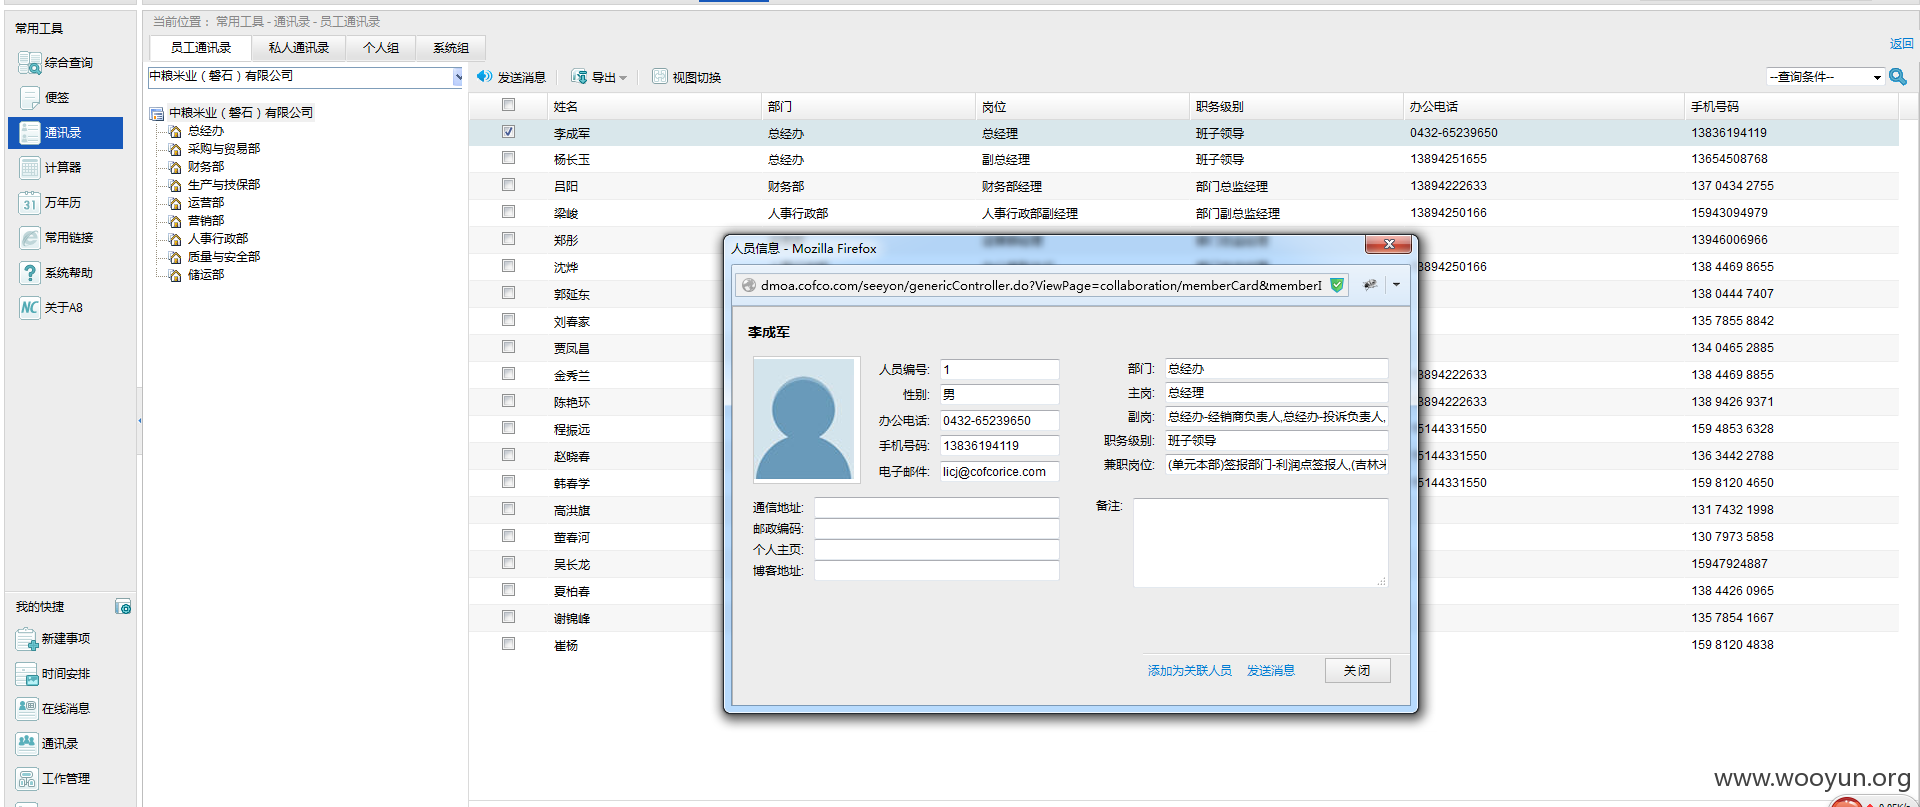 当前位置： 常用工具 - 通讯录 - 员工通讯录
常用工具
综合查询
便签
通讯录
计算器
31 万年历
常用链接
? 系统帮助
NC 关于A8
我的快捷
新建事项
时间安排
在线消息
通讯录
工作管理
员工通讯录 私人通讯录 个人组 系统组 返回
中粮米业（磐石）有限公司
中粮米业（磐石）有限公司
总经办
采购与贸易部
财务部
生产与技保部
运营部
营销部
人事行政部
质量与安全部
储运部
发送消息 导出 视图切换 --查询条件--
姓名 部门 岗位 职务级别 办公电话 手机号码
李成军 总经办 总经理 班子领导 0432-65239650 13836194119
杨长玉 总经办 副总经理 班子领导 13894251655 13654508768
吕阳 财务部 财务部经理 部门总监经理 13894222633 137 0434 2755
梁峻 人事行政部 人事行政部副经理 部门副总监经理 13894250166 15943094979
郑彤 13946006966
沈烨 3894250166 138 4469 8655
郭延东 138 0444 7407
刘春家 135 7855 8842
贾凤昌 134 0465 2885
金秀兰 3894222633 138 4469 8855
陈艳环 3894222633 138 9426 9371
程振远 5144331550 159 4853 6328
赵晓春 5144331550 136 3442 2788
韩春学 5144331550 159 8120 4650
高洪旗 131 7432 1998
董春河 130 7973 5858
吴长龙 15947924887
夏柏春 138 4426 0965
谢锦峰 135 7854 1667
崔杨 159 8120 4838
人员信息 - Mozilla Firefox
dmoa.cofco.com/seeyon/genericController.do?ViewPage=collaboration/memberCard&memberI
李成军
人员编号: 1
性别: 男
办公电话: 0432-65239650
手机号码: 13836194119
电子邮件: licj@cofcorice.com
部门: 总经办
主岗: 总经理
副岗: 总经办-经销商负责人,总经办-投诉负责人,
职务级别: 班子领导
兼职岗位: (单元本部)签报部门-利润点签报人,(吉林米
通信地址:
邮政编码:
个人主页:
博客地址:
备注:
添加为关联人员 发送消息 关闭
www.wooyun.org